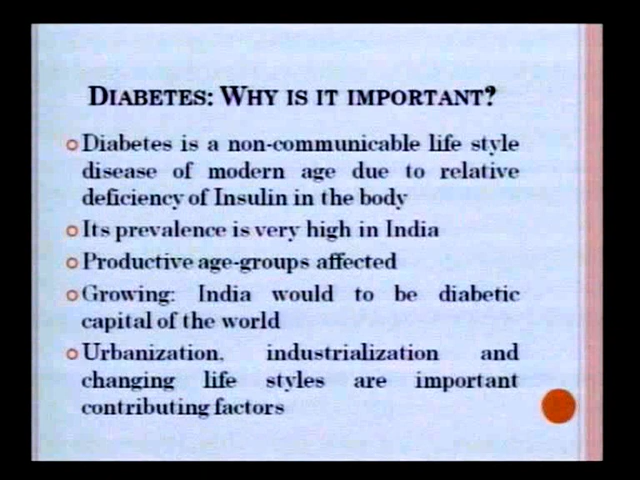 DIABETES: WHY IS IT IMPORTANT?
Diabetes is a non-communicable life style
disease of modern age due to relative
deficiency of Insulin in the body
Its prevalence is very high in India
Productive age-groups affected
Growing: India would to be diabetic
capital of the world
Urbanization, industrialization and
changing life styles are important
contributing factors